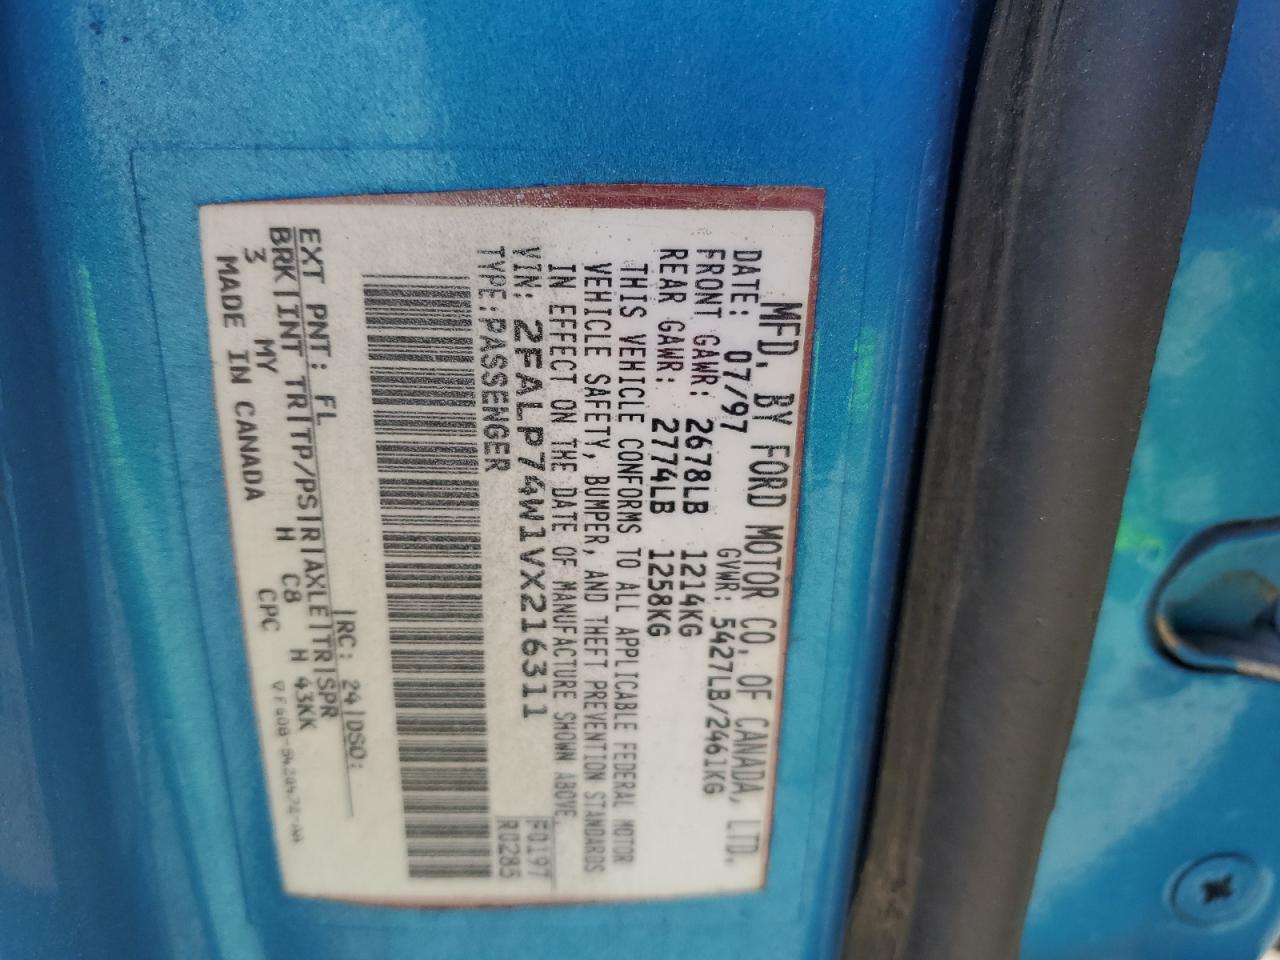 MFD. BY FORD MOTOR CO. OF CANADA, LTD.
DATE: 07/97 GVWR: 5427LB/2461KG
FRONT GAWR: 2678LB 1214KG
REAR GAWR: 2774LB 1258KG
THIS VEHICLE CONFORMS TO ALL APPLICABLE FEDERAL MOTOR
VEHICLE SAFETY, BUMPER, AND THEFT PREVENTION STANDARDS
IN EFFECT ON THE DATE OF MANUFACTURE SHOWN ABOVE.
VIN: 2FALP74W1VX216311 F0197
TYPE:PASSENGER R0285
EXT PNT: FL |RC: 24|DSO:
BRK|INT TR|TP/PS|R|AXLE|TR|SPR
3 MY H C8 H 43KK
MADE IN CANADA CPC